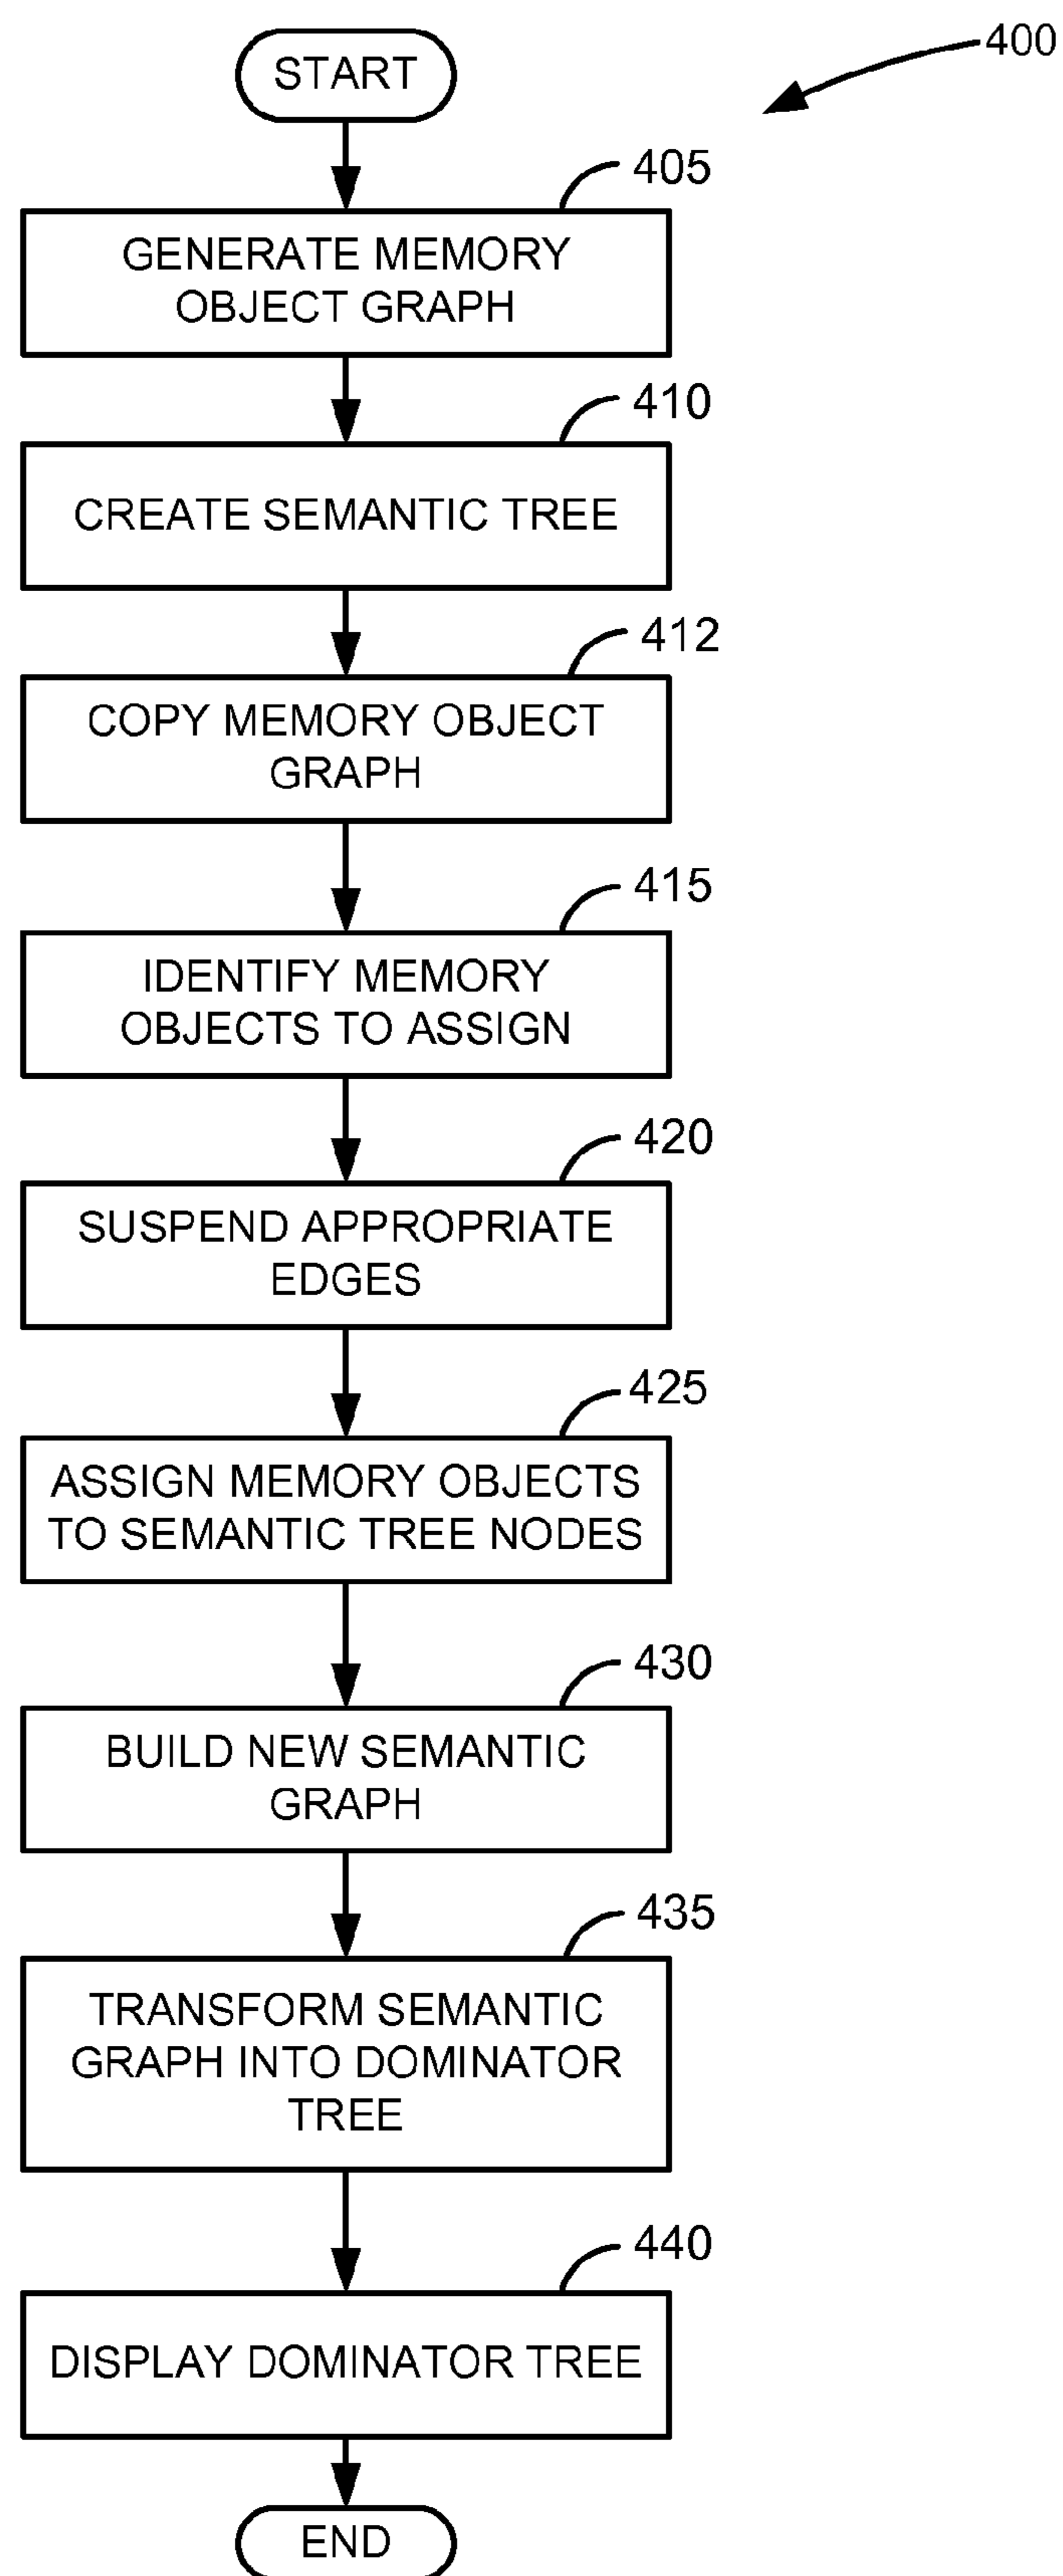 START
400
405
GENERATE MEMORY
OBJECT GRAPH
410
CREATE SEMANTIC TREE
412
COPY MEMORY OBJECT
GRAPH
415
IDENTIFY MEMORY
OBJECTS TO ASSIGN
420
SUSPEND APPROPRIATE
EDGES
425
ASSIGN MEMORY OBJECTS
TO SEMANTIC TREE NODES
430
BUILD NEW SEMANTIC
GRAPH
435
TRANSFORM SEMANTIC
GRAPH INTO DOMINATOR
TREE
440
DISPLAY DOMINATOR TREE
END